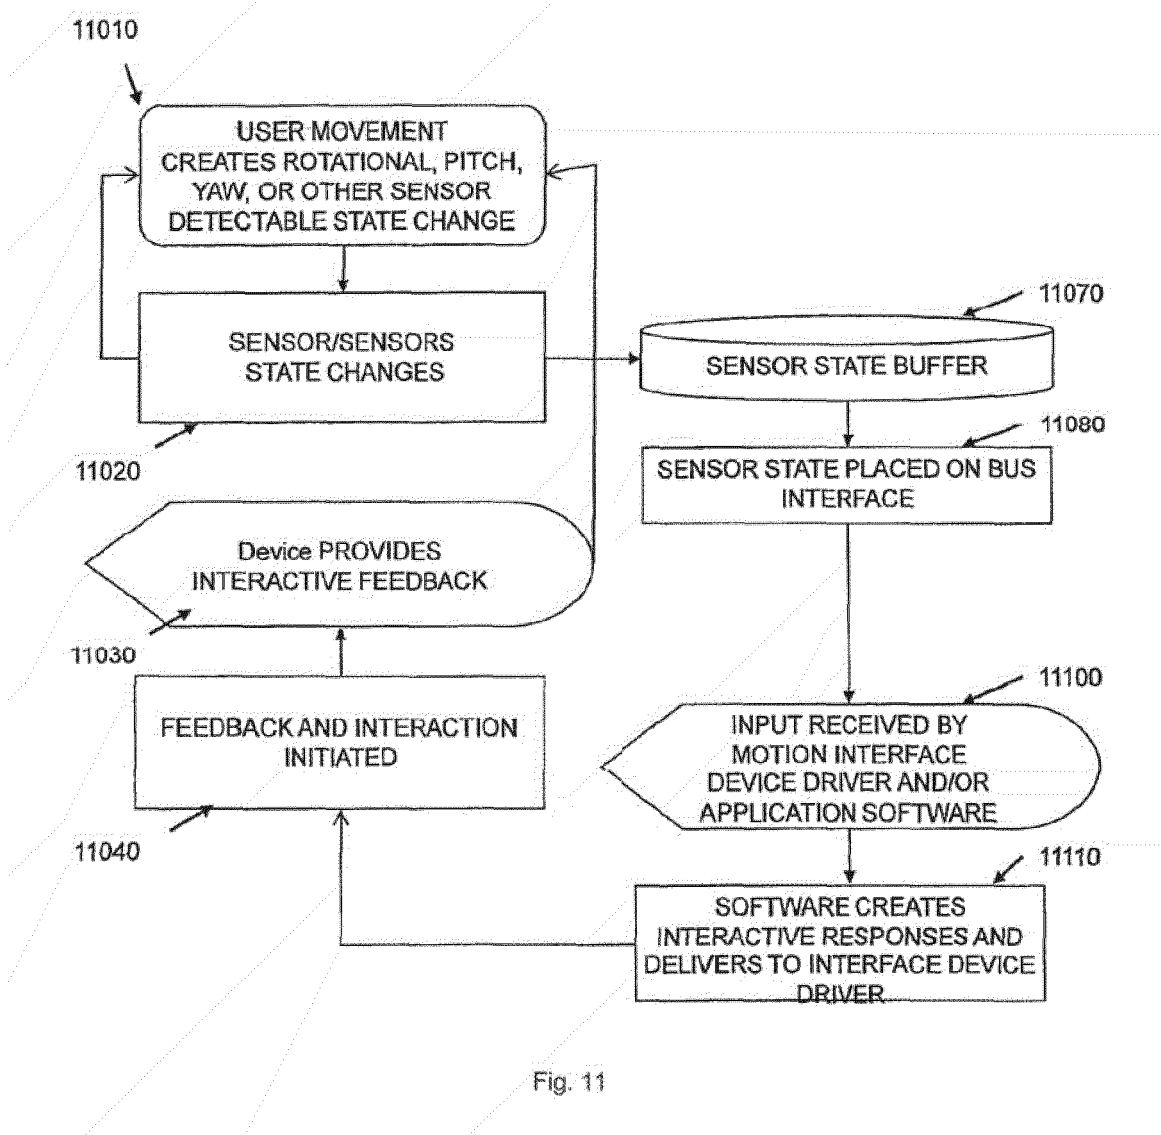 11010
USER MOVEMENT
CREATES ROTATIONAL, PITCH,
YAW, OR OTHER SENSOR
DETECTABLE STATE CHANGE
SENSOR/SENSORS
STATE CHANGES
11020
11070
SENSOR STATE BUFFER
11080
SENSOR STATE PLACED ON BUS
INTERFACE
Device PROVIDES
INTERACTIVE FEEDBACK
11030
11100
INPUT RECEIVED BY
MOTION INTERFACE
DEVICE DRIVER AND/OR
APPLICATION SOFTWARE
FEEDBACK AND INTERACTION
INITIATED
11040
11110
SOFTWARE CREATES
INTERACTIVE RESPONSES AND
DELIVERS TO INTERFACE DEVICE
DRIVER
Fig. 11